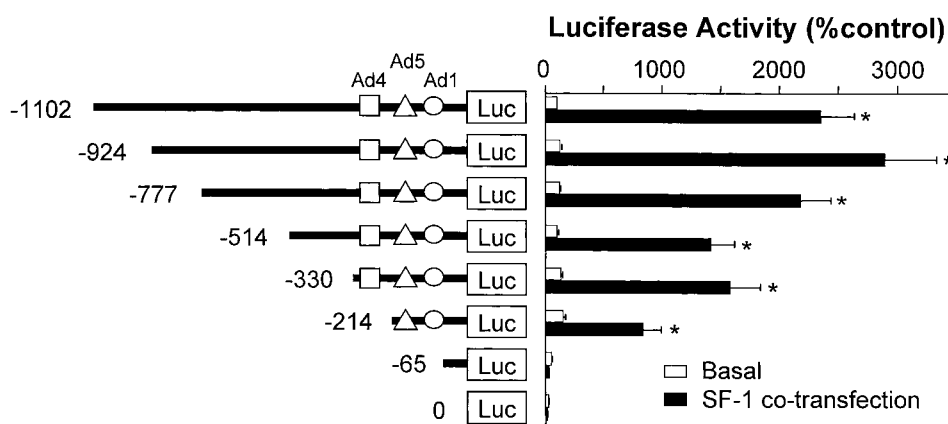 Luciferase Activity (%control)
0 1000 2000 3000
Ad5
Ad4 Ad1
-1102 Luc *
-924 Luc *
-777 Luc *
-514 Luc *
-330 Luc *
-214 Luc *
-65 Luc
0 Luc
Basal
SF-1 co-transfection